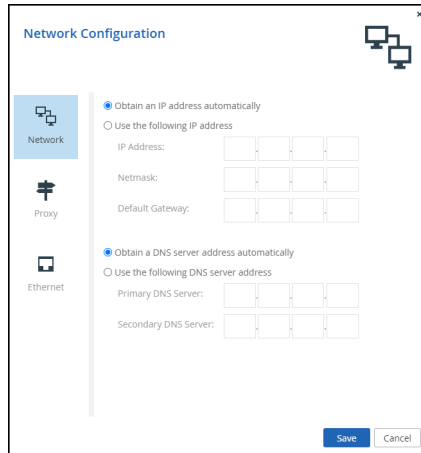 ×
Network Configuration
Network
Proxy
Ethernet
Obtain an IP address automatically
Use the following IP address
IP Address:
. . .
Netmask:
. . .
Default Gateway:
. . .
Obtain a DNS server address automatically
Use the following DNS server address
Primary DNS Server:
. . .
Secondary DNS Server:
. . .
Save
Cancel